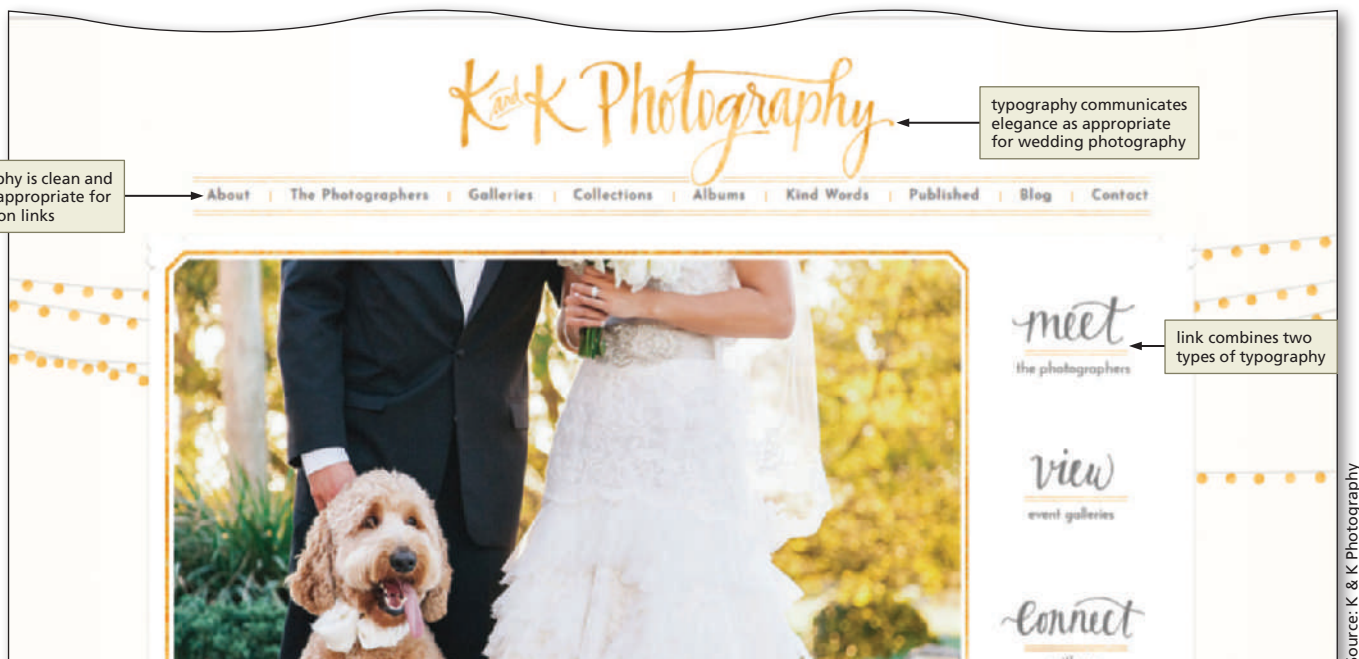 K and K Photography
typography communicates
elegance as appropriate
for wedding photography
phy is clean and
appropriate for
on links
About | The Photographers | Galleries | Collections | Albums | Kind Words | Published | Blog | Contact
meet
the photographers
link combines two
types of typography
view
event galleries
connect
ource: K & K Photography